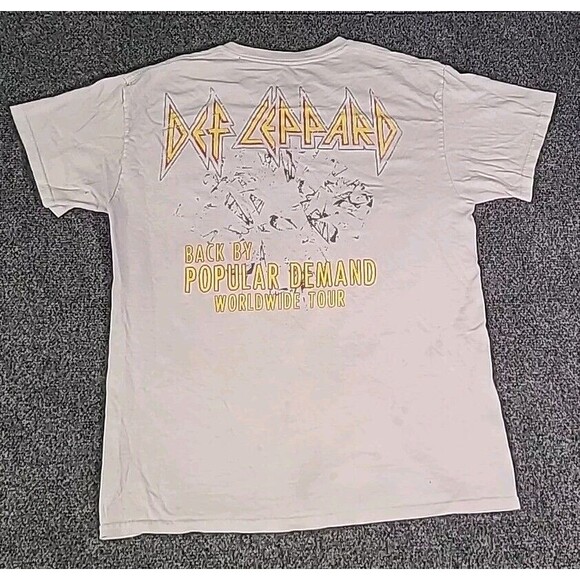 DEF LEPPARD
BACK BY
POPULAR DEMAND
WORLDWIDE TOUR